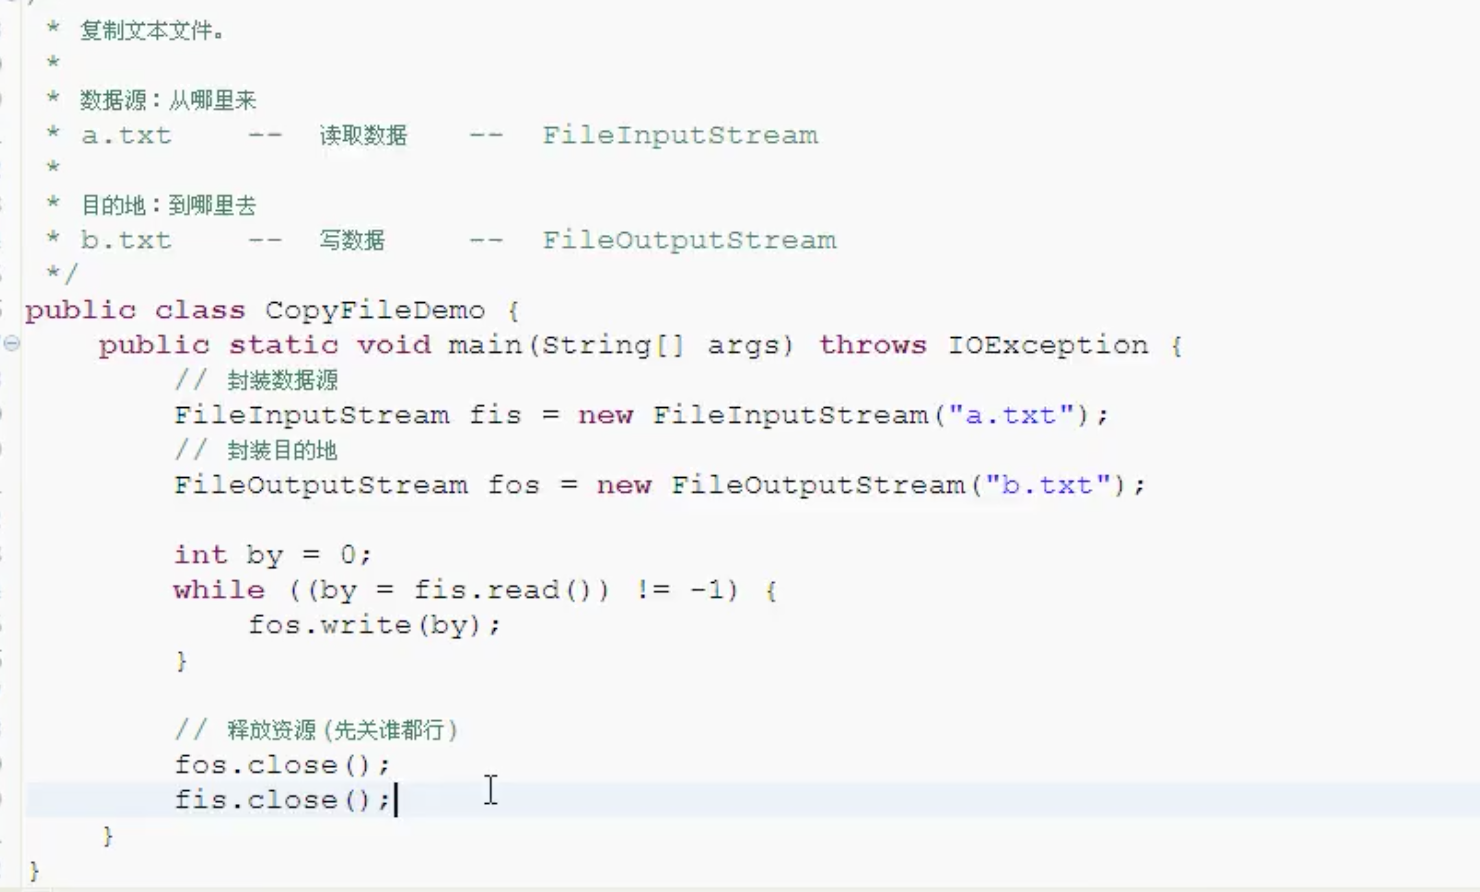 * 复制文本文件。
*
* 数据源：从哪里来
* a.txt -- 读取数据 -- FileInputStream
*
* 目的地：到哪里去
* b.txt -- 写数据 -- FileOutputStream
*/
public class CopyFileDemo {
public static void main(String[] args) throws IOException {
// 封装数据源
FileInputStream fis = new FileInputStream("a.txt");
// 封装目的地
FileOutputStream fos = new FileOutputStream("b.txt");
int by = 0;
while ((by = fis.read()) != -1) {
fos.write(by);
}
// 释放资源(先关谁都行)
fos.close();
fis.close();
}
}